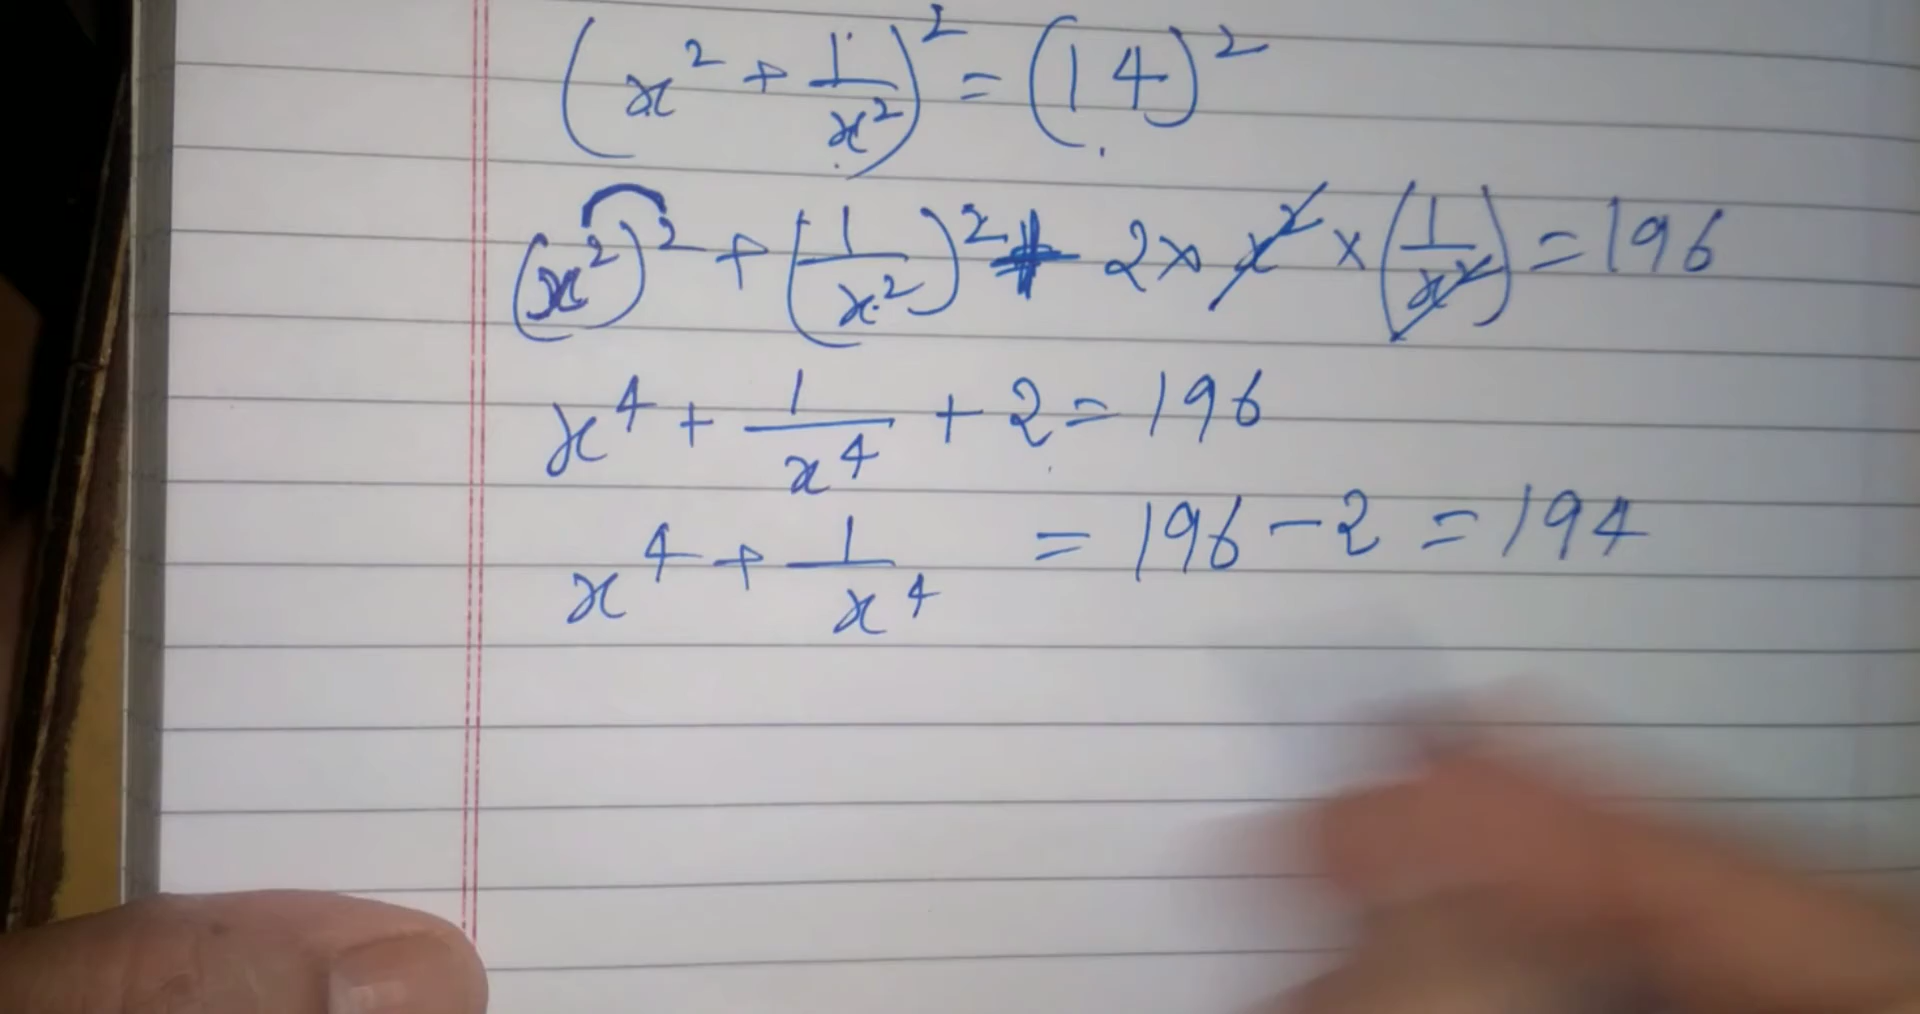 (x² + 1/x²)² = (14)²
(x²)² + (1/x²)² + 2 × x² × (1/x²) = 196
x⁴ + 1/x⁴ + 2 = 196
x⁴ + 1/x⁴ = 196 - 2 = 194